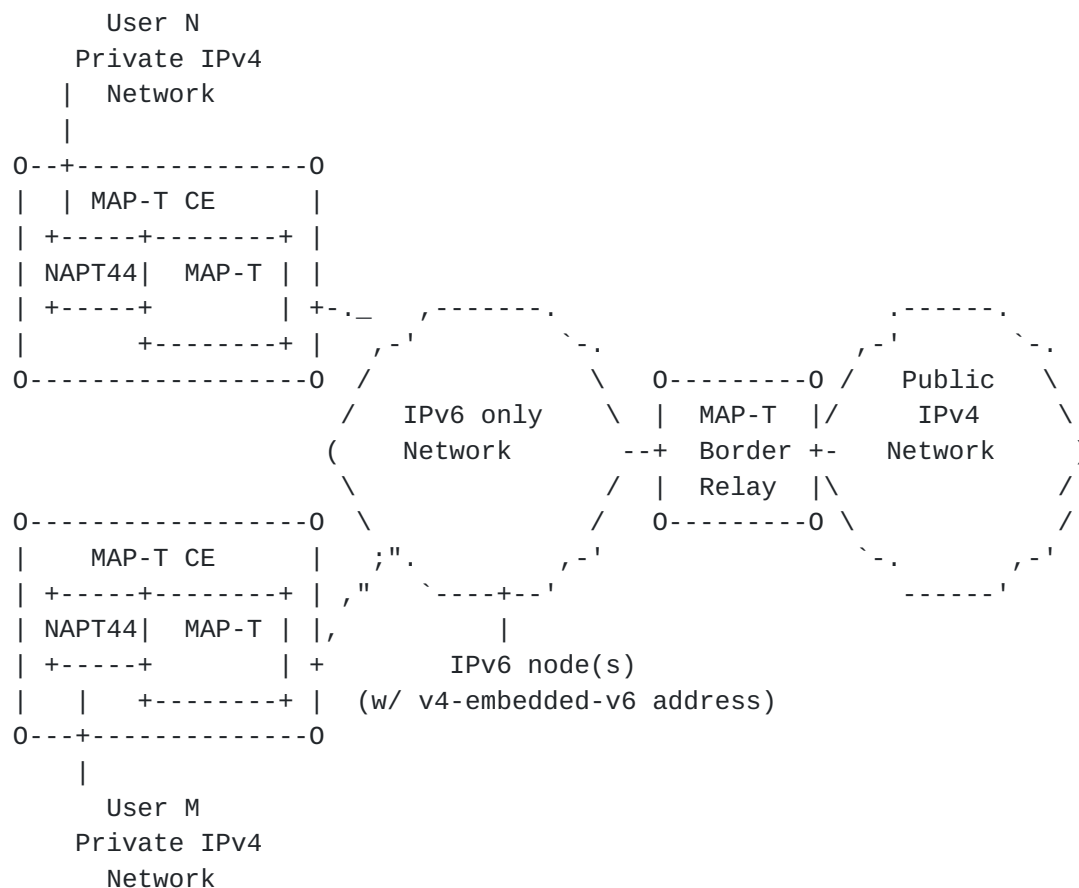 User N
Private IPv4
Network
MAP-T CE
NAPT44 MAP-T
Public
IPv6 only MAP-T IPv4
Network Border Network
Relay
MAP-T CE
NAPT44 MAP-T
IPv6 node(s)
(w/ v4-embedded-v6 address)
User M
Private IPv4
Network